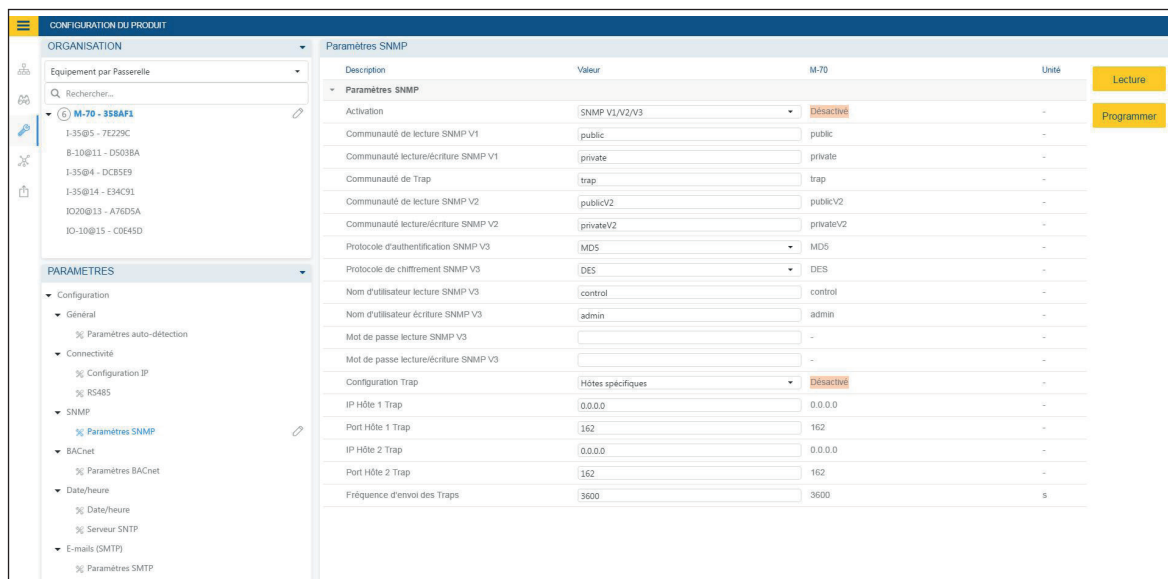 CONFIGURATION DU PRODUIT
ORGANISATION
Equipement par Passerelle
Rechercher...
6 M-70 - 358AF1
I-35@5 - 7E229C
B-10@11 - D503BA
I-35@4 - DCB5E9
I-35@14 - E34C91
IO20@13 - A76D5A
IO-10@15 - C0E45D
PARAMETRES
Configuration
Général
Paramètres auto-détection
Connectivité
Configuration IP
RS485
SNMP
Paramètres SNMP
BACnet
Paramètres BACnet
Date/heure
Date/heure
Serveur SNTP
E-mails (SMTP)
Paramètres SMTP
Paramètres SNMP
Description Valeur M-70 Unité
Paramètres SNMP
Activation SNMP V1/V2/V3 Désactivé -
Communauté de lecture SNMP V1 public public -
Communauté lecture/écriture SNMP V1 private private -
Communauté de Trap trap trap -
Communauté de lecture SNMP V2 publicV2 publicV2 -
Communauté lecture/écriture SNMP V2 privateV2 privateV2 -
Protocole d'authentification SNMP V3 MD5 MD5 -
Protocole de chiffrement SNMP V3 DES DES -
Nom d'utilisateur lecture SNMP V3 control control -
Nom d'utilisateur écriture SNMP V3 admin admin -
Mot de passe lecture SNMP V3 - -
Mot de passe lecture/écriture SNMP V3 - -
Configuration Trap Hôtes spécifiques Désactivé -
IP Hôte 1 Trap 0.0.0.0 0.0.0.0 -
Port Hôte 1 Trap 162 162 -
IP Hôte 2 Trap 0.0.0.0 0.0.0.0 -
Port Hôte 2 Trap 162 162 -
Fréquence d'envoi des Traps 3600 3600 s
Lecture
Programmer